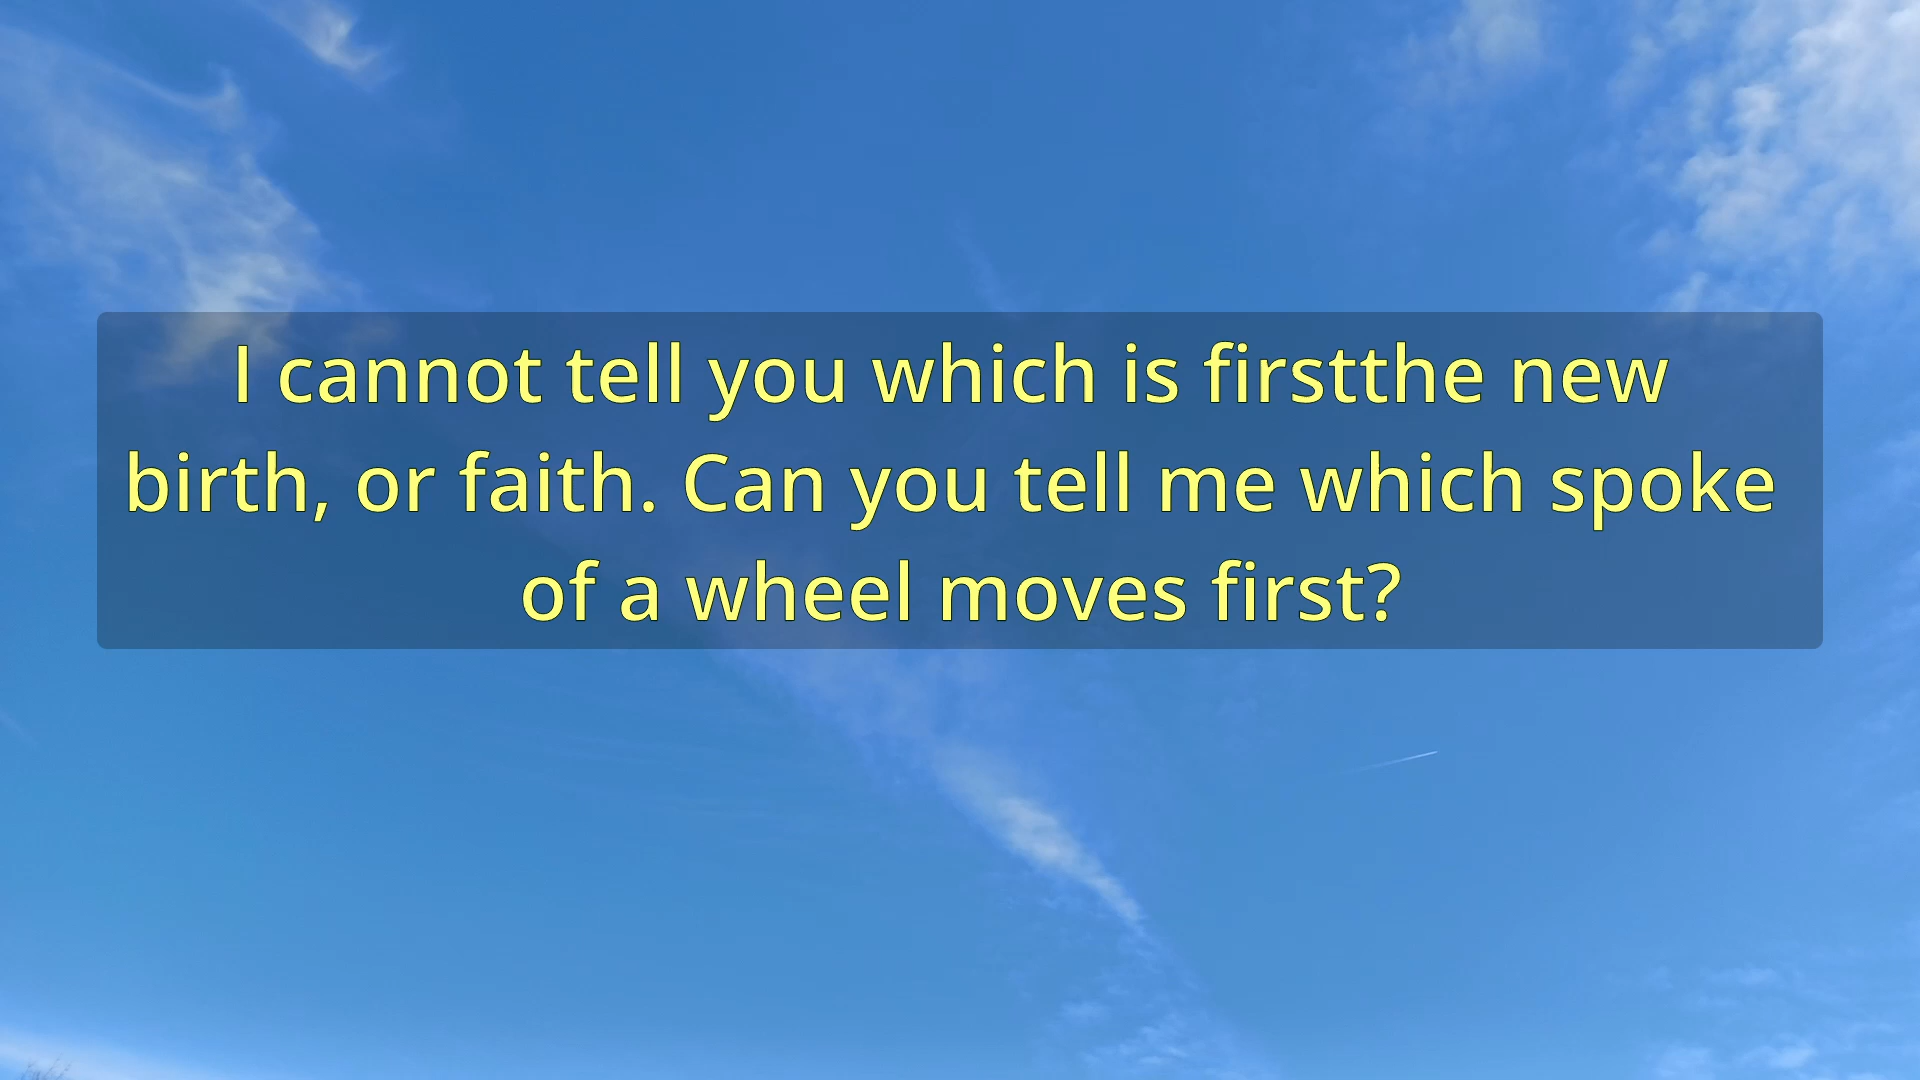 I cannot tell you which is firstthe new
birth, or faith. Can you tell me which spoke
of a wheel moves first?